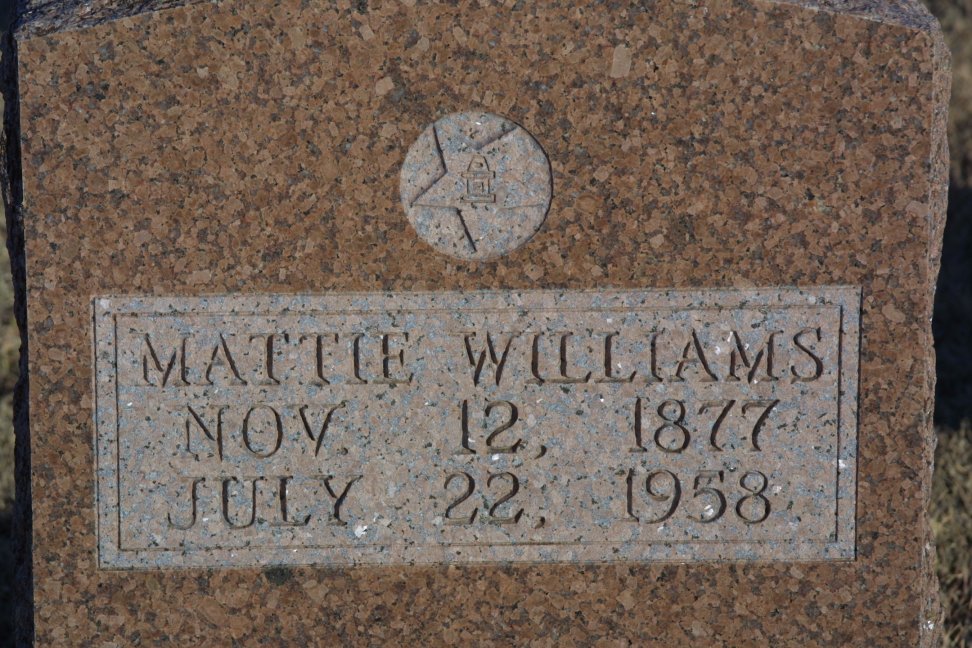 MATTIE WILLIAMS
NOV. 12, 1877
JULY 22, 1958